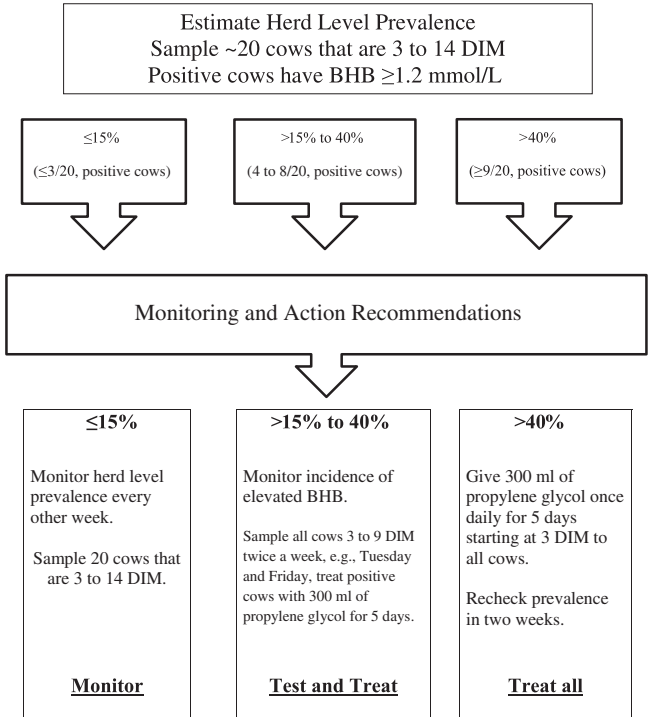 Estimate Herd Level Prevalence
Sample ~20 cows that are 3 to 14 DIM
Positive cows have BHB ≥1.2 mmol/L
≤15%
(≤3/20, positive cows)
>15% to 40%
(4 to 8/20, positive cows)
>40%
(≥9/20, positive cows)
Monitoring and Action Recommendations
≤15%
Monitor herd level
prevalence every
other week.
Sample 20 cows that
are 3 to 14 DIM.
Monitor
>15% to 40%
Monitor incidence of
elevated BHB.
Sample all cows 3 to 9 DIM
twice a week, e.g., Tuesday
and Friday, treat positive
cows with 300 ml of
propylene glycol for 5 days.
Test and Treat
>40%
Give 300 ml of
propylene glycol once
daily for 5 days
starting at 3 DIM to
all cows.
Recheck prevalence
in two weeks.
Treat all